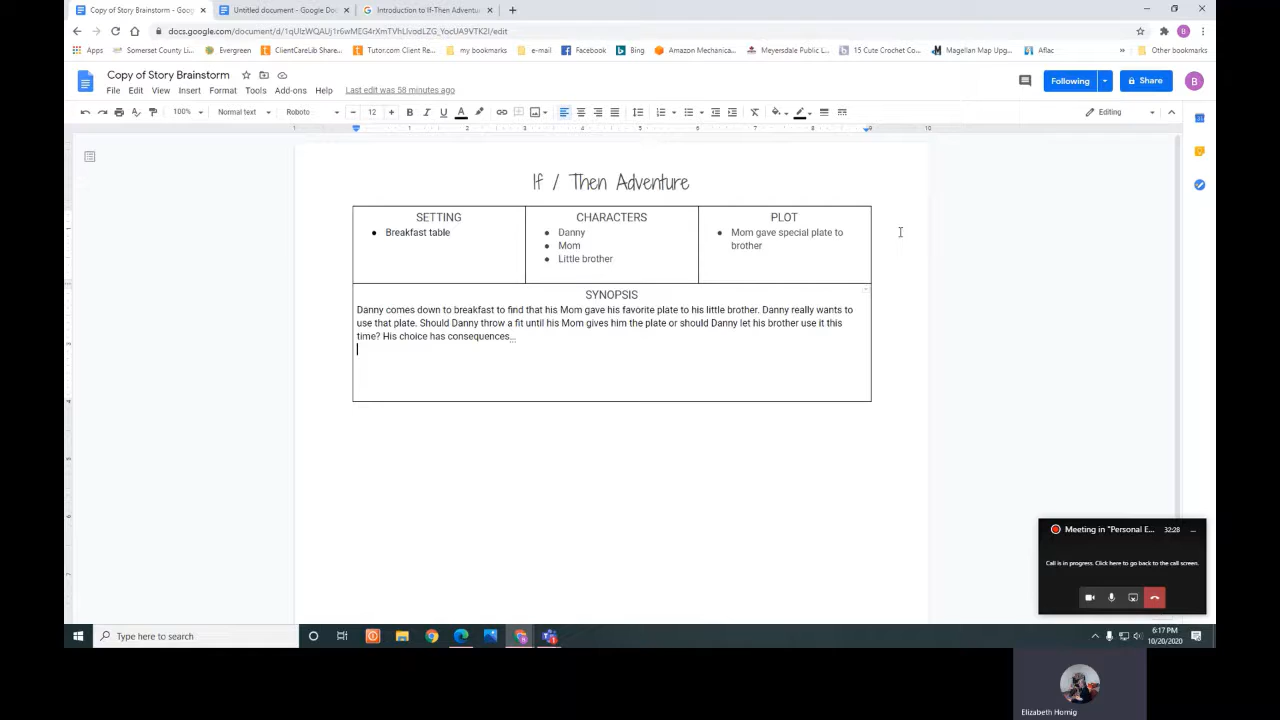 Copy of Story Brainstorm - Goog
Untitled document - Google Doc
Introduction to If-Then Adventu
docs.google.com/document/d/
/edit
Apps
Somerset County Li...
Evergreen
ClientCareLib Share...
Tutor.com Client Re...
my bookmarks
e-mail
Facebook
Bing
Amazon Mechanica...
Meyersdale Public L...
15 Cute Crochet Co...
Magellan Map Upg...
Aflac
»
Other bookmarks
Copy of Story Brainstorm
File Edit View Insert Format Tools Add-ons Help Last edit was 58 minutes ago
Following
Share
B
100% Normal text Roboto 12 B I U A Editing
If / Then Adventure
SETTING
● Breakfast table
CHARACTERS
● Danny
● Mom
● Little brother
PLOT
● Mom gave special plate to
brother
SYNOPSIS
Danny comes down to breakfast to find that his Mom gave his favorite plate to his little brother. Danny really wants to
use that plate. Should Danny throw a fit until his Mom gives him the plate or should Danny let his brother use it this
time? His choice has consequences...
Meeting in "Personal E... 32:28
Call is in progress. Click here to go back to the call screen.
Type here to search
6:17 PM
10/20/2020
Elizabeth Hornig